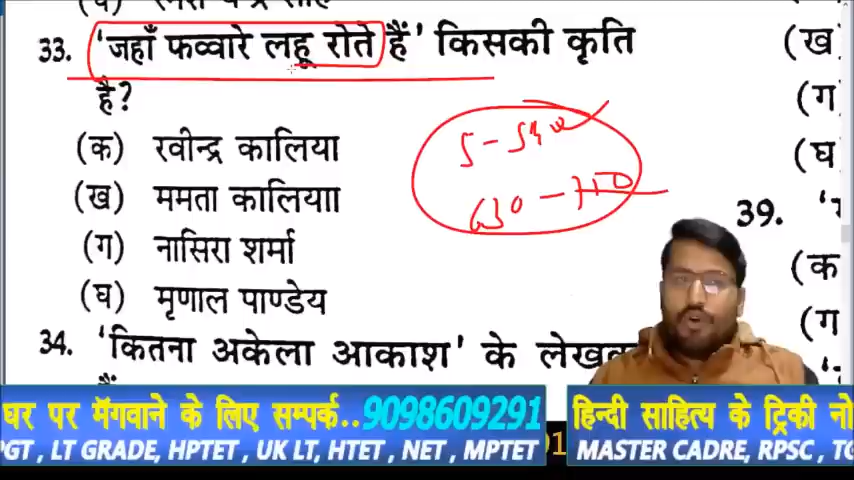 33. 'जहाँ फव्वारे लहू रोते हैं' किसकी कृति
है?
(क) रवीन्द्र कालिया
(ख) ममता कालियाा
(ग) नासिरा शर्मा
(घ) मृणाल पाण्डेय
34. 'कितना अकेला आकाश' के लेखक
(ख
(ग
(घ
39.
(क
(ग
घर पर मॅगवाने के लिए सम्पर्क..9098609291
PGT , LT GRADE, HPTET , UK LT, HTET , NET , MPTET
हिन्दी साहित्य के ट्रिकी नो
MASTER CADRE, RPSC , TG